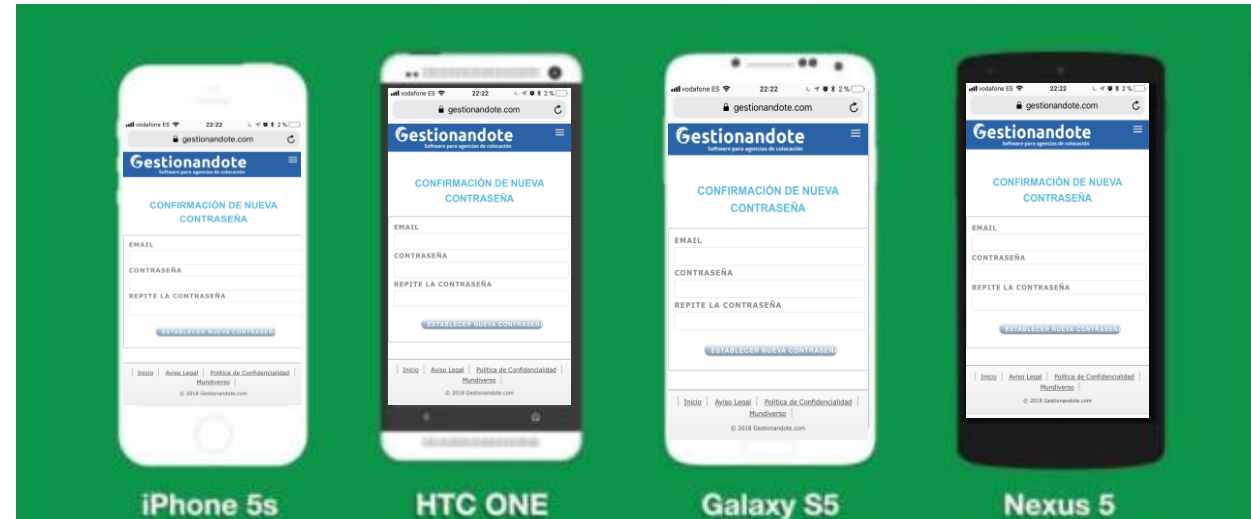 vodafone ES 22:22 2 %
gestionandote.com
Gestionandote
Software para agencias de colocación
CONFIRMACIÓN DE NUEVA
CONTRASEÑA
EMAIL
CONTRASEÑA
REPITE LA CONTRASEÑA
ESTABLECER NUEVA CONTRASEÑ
Inicio | Aviso Legal | Política de Confidencialidad |
Mundiverso |
© 2018 Gestionandote.com
iPhone 5s
vodafone ES 22:22 2 %
gestionandote.com
Gestionandote
Software para agencias de colocación
CONFIRMACIÓN DE NUEVA
CONTRASEÑA
EMAIL
CONTRASEÑA
REPITE LA CONTRASEÑA
ESTABLECER NUEVA CONTRASEÑ
Inicio | Aviso Legal | Política de Confidencialidad |
Mundiverso |
© 2018 Gestionandote.com
HTC ONE
vodafone ES 22:22 2 %
gestionandote.com
Gestionandote
Software para agencias de colocación
CONFIRMACIÓN DE NUEVA
CONTRASEÑA
EMAIL
CONTRASEÑA
REPITE LA CONTRASEÑA
ESTABLECER NUEVA CONTRASEÑ
Inicio | Aviso Legal | Política de Confidencialidad |
Mundiverso |
© 2018 Gestionandote.com
Galaxy S5
vodafone ES 22:22 2 %
gestionandote.com
Gestionandote
Software para agencias de colocación
CONFIRMACIÓN DE NUEVA
CONTRASEÑA
EMAIL
CONTRASEÑA
REPITE LA CONTRASEÑA
ESTABLECER NUEVA CONTRASEÑ
Inicio | Aviso Legal | Política de Confidencialidad |
Mundiverso |
© 2018 Gestionandote.com
Nexus 5